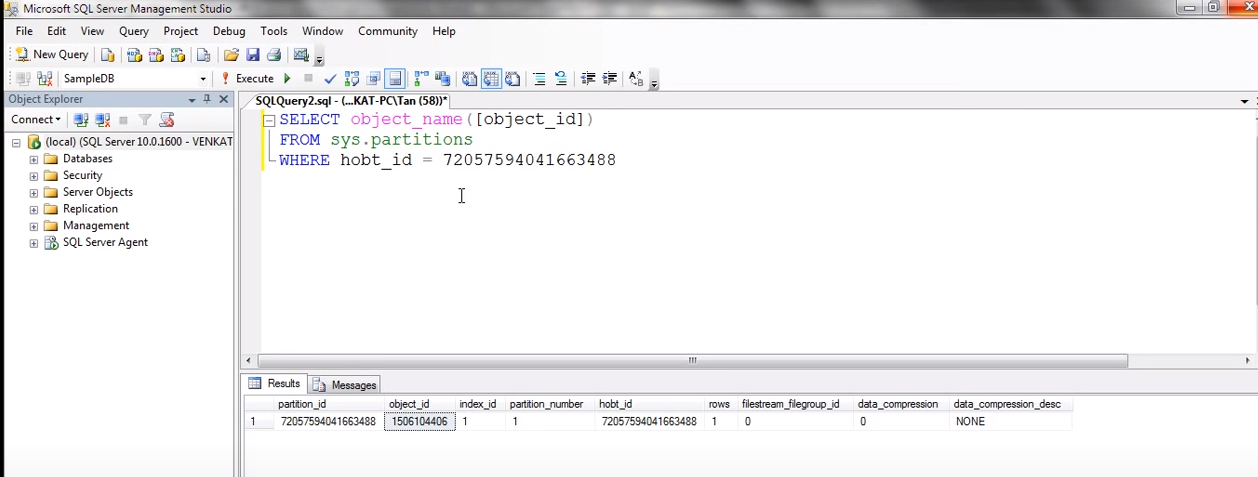 Microsoft SQL Server Management Studio
File Edit View Query Project Debug Tools Window Community Help
New Query
SampleDB Execute
Object Explorer
SQLQuery2.sql - (...KAT-PC\Tan (58))*
Connect
(local) (SQL Server 10.0.1600 - VENKAT
Databases
Security
Server Objects
Replication
Management
SQL Server Agent
SELECT object_name([object_id])
FROM sys.partitions
WHERE hobt_id = 72057594041663488
Results Messages
partition_id object_id index_id partition_number hobt_id rows filestream_filegroup_id data_compression data_compression_desc
1 72057594041663488 1506104406 1 1 72057594041663488 1 0 0 NONE